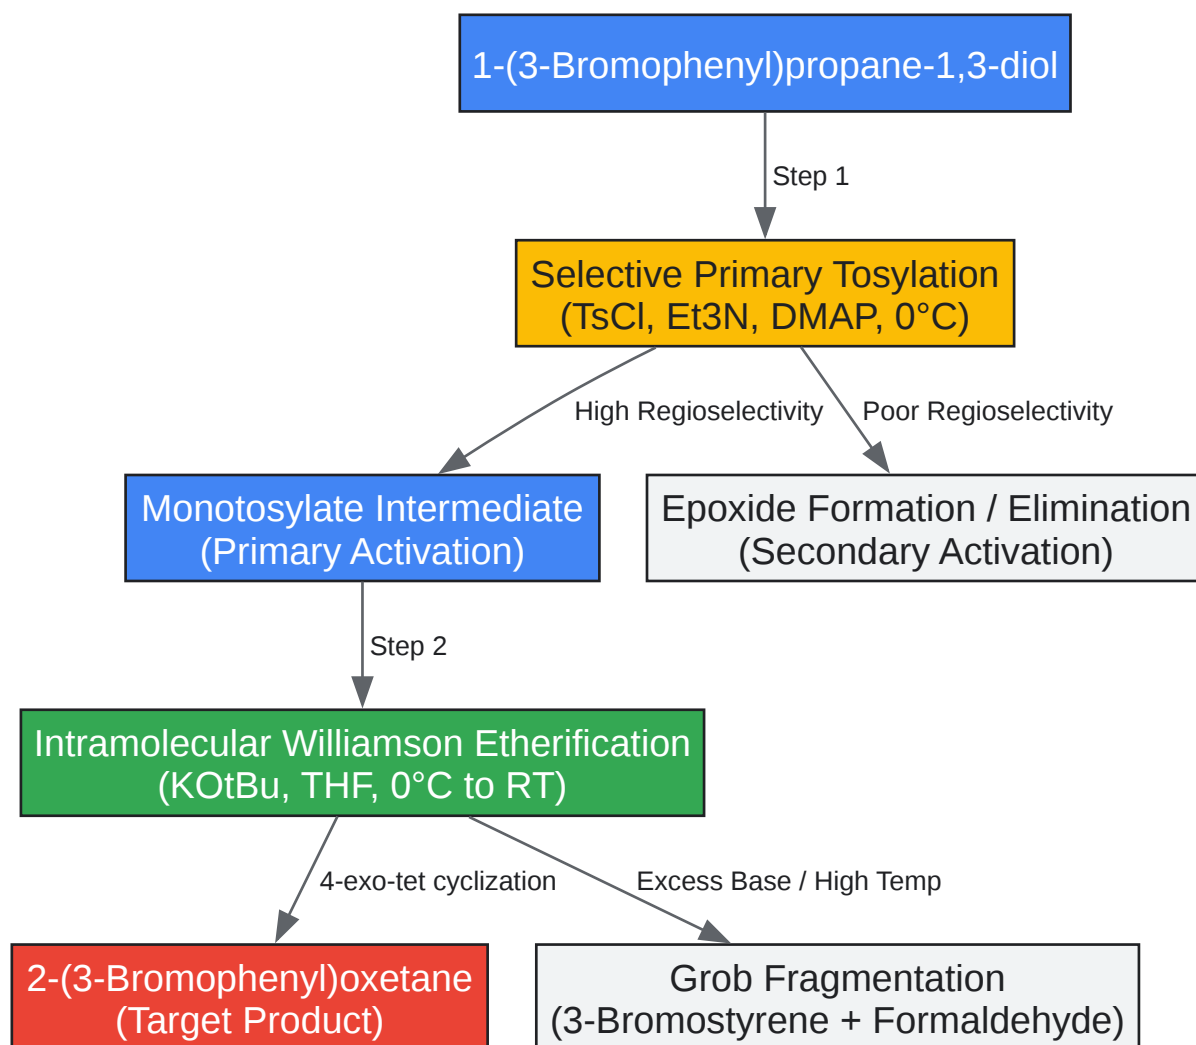 1-(3-Bromophenyl)propane-1,3-diol
Step 1
Selective Primary Tosylation
(TsCl, Et3N, DMAP, 0°C)
High Regioselectivity
Poor Regioselectivity
Monotosylate Intermediate
(Primary Activation)
Epoxide Formation / Elimination
(Secondary Activation)
Step 2
Intramolecular Williamson Etherification
(KOtBu, THF, 0°C to RT)
4-exo-tet cyclization
Excess Base / High Temp
2-(3-Bromophenyl)oxetane
(Target Product)
Grob Fragmentation
(3-Bromostyrene + Formaldehyde)